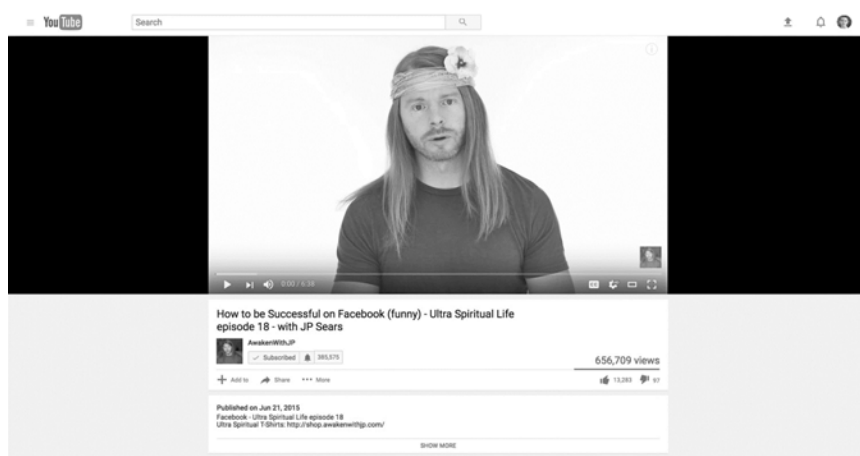 YouTube
Search
0:00 / 6:38
CC
How to be Successful on Facebook (funny) - Ultra Spiritual Life
episode 18 - with JP Sears
AwakenWithJP
Subscribed 385,575
656,709 views
Add to Share More 13,283 97
Published on Jun 21, 2015
Facebook - Ultra Spiritual Life episode 18
Ultra Spiritual T-Shirts: http://shop.awakenwithjp.com/
SHOW MORE